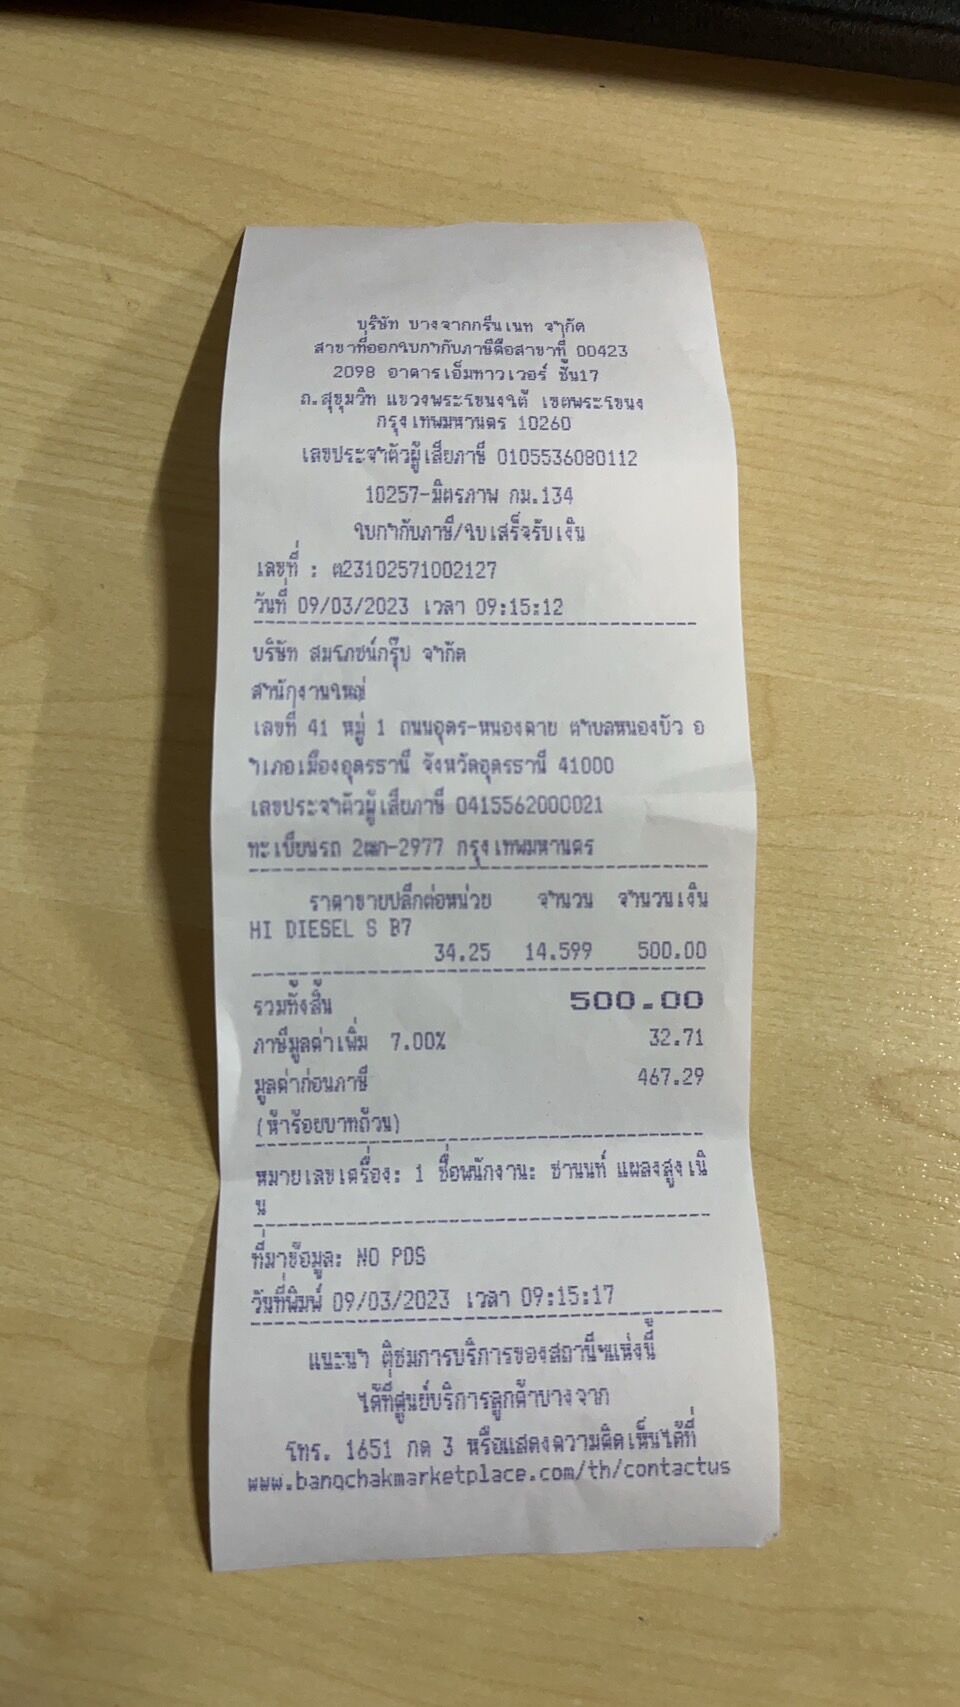 บริษัท บางจากกรีนเนท จำกัด
สาขาที่ออกใบกำกับภาษีคือสาขาที่ 00423
2098 อาคารเอ็มทาวเวอร์ ชั้น17
ถ.สุขุมวิท แขวงพระโขนงใต้ เขตพระโขนง
กรุงเทพมหานคร 10260
เลขประจำตัวผู้เสียภาษี 0105536080112
10257-มิตรภาพ กม.134
ใบกำกับภาษี/ใบเสร็จรับเงิน
เลขที่ : ต23102571002127
วันที่ 09/03/2023 เวลา 09:15:12
บริษัท สมโภชน์กรุ๊ป จำกัด
สำนักงานใหญ่
เลขที่ 41 หมู่ 1 ถนนอุดร-หนองคาย ตำบลหนองบัว อ
ำเภอเมืองอุดรธานี จังหวัดอุดรธานี 41000
เลขประจำตัวผู้เสียภาษี 0415562000021
ทะเบียนรถ 2ฒก-2977 กรุงเทพมหานคร
ราคาขายปลีกต่อหน่วย จำนวน จำนวนเงิน
HI DIESEL S B7
34.25 14.599 500.00
รวมทั้งสิ้น 500.00
ภาษีมูลค่าเพิ่ม 7.00% 32.71
มูลค่าก่อนภาษี 467.29
(ห้าร้อยบาทถ้วน)
หมายเลขเครื่อง: 1 ชื่อพนักงาน: ชานนท์ แผลงสูงเนิ
น
ที่มาข้อมูล: NO POS
วันที่พิมพ์ 09/03/2023 เวลา 09:15:17
แนะนำ ติชมการบริการของสถานีฯแห่งนี้
ได้ที่ศูนย์บริการลูกค้าบางจาก
โทร. 1651 กด 3 หรือแสดงความคิดเห็นได้ที่
www.bangchakmarketplace.com/th/contactus